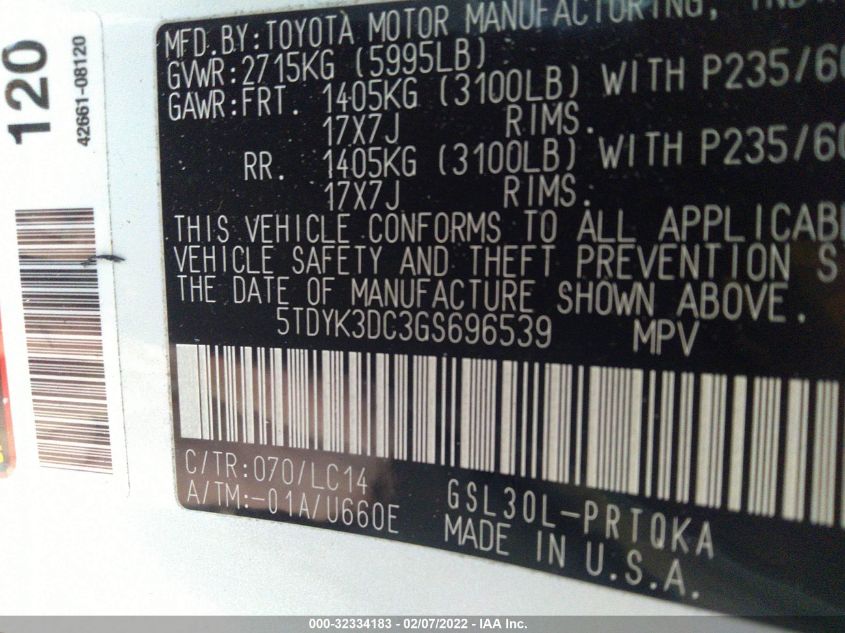 120
42661-08120
MFD.BY:TOYOTA MOTOR MANUFACTURING,
GVWR:2715KG (5995LB)
GAWR:FRT. 1405KG (3100LB) WITH P235/60
17X7J RIMS.
RR. 1405KG (3100LB) WITH P235/60
17X7J RIMS.
THIS VEHICLE CONFORMS TO ALL APPLICABL
VEHICLE SAFETY AND THEFT PREVENTION S
THE DATE OF MANUFACTURE SHOWN ABOVE.
5TDYK3DC3GS696539 MPV
C/TR:070/LC14
A/TM:-01A/U660E
GSL30L-PRTQKA
MADE IN U.S.A.
000-32334183 - 02/07/2022 - IAA Inc.